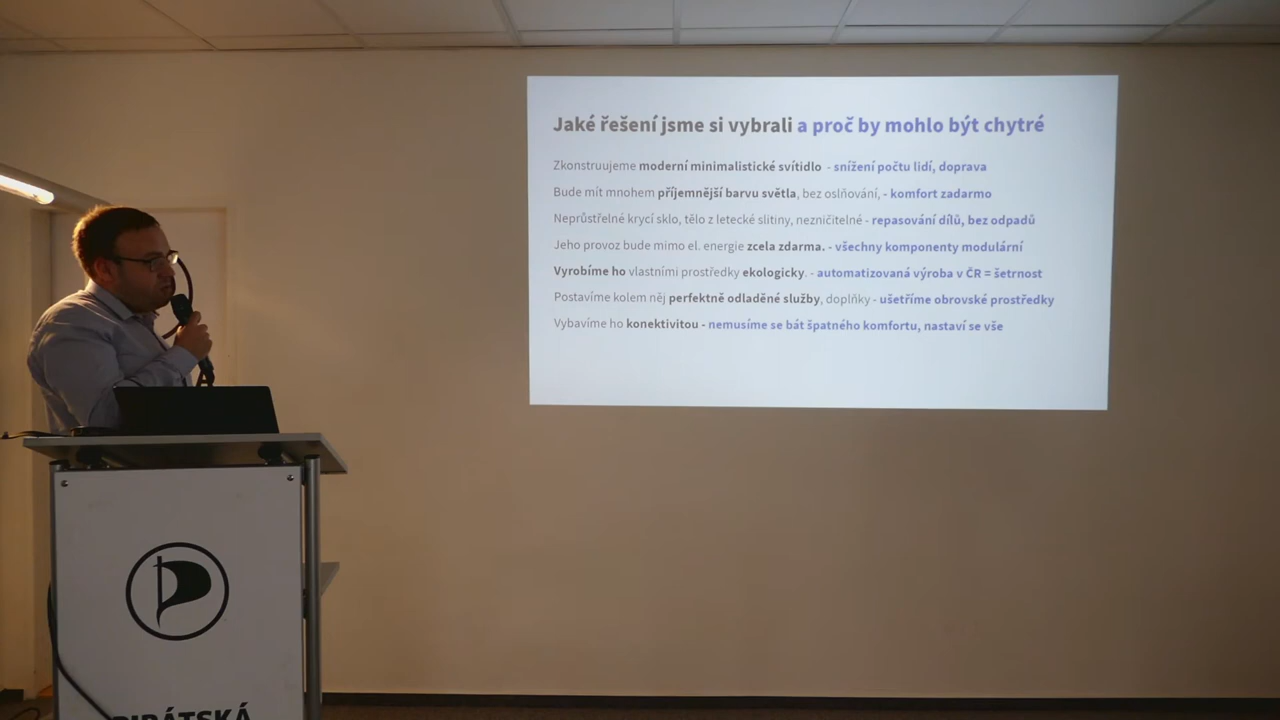 Jaké řešení jsme si vybrali a proč by mohlo být chytré
Zkonstruujeme moderní minimalistické svítidlo - snížení počtu lidí, doprava
Bude mít mnohem příjemnější barvu světla, bez oslňování, - komfort zadarmo
Neprůstřelné krycí sklo, tělo z letecké slitiny, nezničitelné - repasování dílů, bez odpadů
Jeho provoz bude mimo el. energie zcela zdarma. - všechny komponenty modulární
Vyrobíme ho vlastními prostředky ekologicky. - automatizovaná výroba v ČR = šetrnost
Postavíme kolem něj perfektně odladěné služby, doplňky - ušetříme obrovské prostředky
Vybavíme ho konektivitou - nemusíme se bát špatného komfortu, nastaví se vše
PIRÁTSKÁ